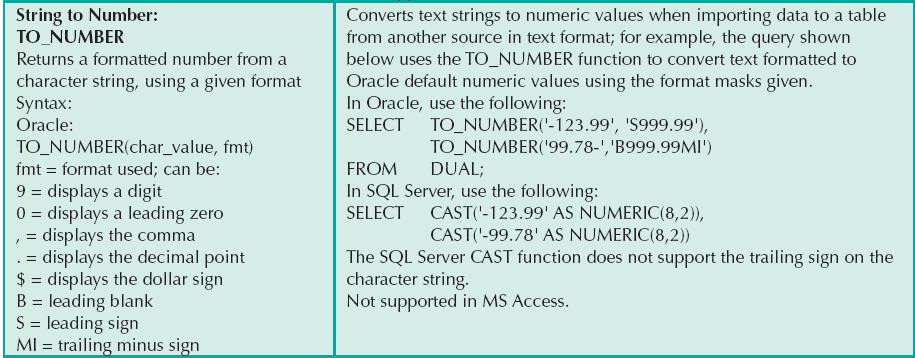 String to Number:
TO_NUMBER
Returns a formatted number from a
character string, using a given format
Syntax:
Oracle:
TO_NUMBER(char_value, fmt)
fmt = format used; can be:
9 = displays a digit
0 = displays a leading zero
, = displays the comma
. = displays the decimal point
$ = displays the dollar sign
B = leading blank
S = leading sign
MI = trailing minus sign
Converts text strings to numeric values when importing data to a table
from another source in text format; for example, the query shown
below uses the TO_NUMBER function to convert text formatted to
Oracle default numeric values using the format masks given.
In Oracle, use the following:
SELECT TO_NUMBER('-123.99', 'S999.99'),
TO_NUMBER('99.78-','B999.99MI')
FROM DUAL;
In SQL Server, use the following:
SELECT CAST('-123.99' AS NUMERIC(8,2)),
CAST('-99.78' AS NUMERIC(8,2))
The SQL Server CAST function does not support the trailing sign on the
character string.
Not supported in MS Access.